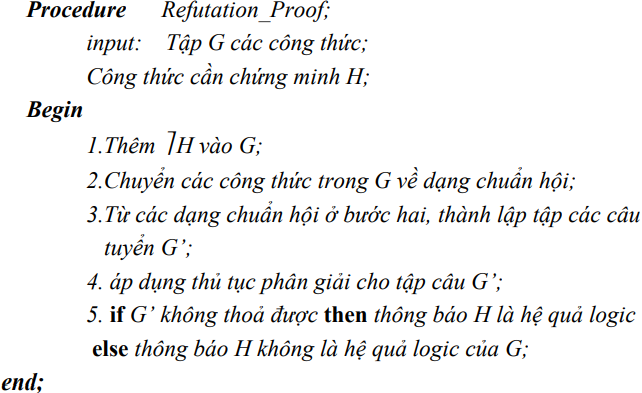 Procedure Refutation_Proof;
input: Tập G các công thức;
Công thức cần chứng minh H;
Begin
1.Thêm ⎤H vào G;
2.Chuyển các công thức trong G về dạng chuẩn hội;
3.Từ các dạng chuẩn hội ở bước hai, thành lập tập các câu
tuyển G’;
4. áp dụng thủ tục phân giải cho tập câu G’;
5. if G’ không thoả được then thông báo H là hệ quả logic
else thông báo H không là hệ quả logic của G;
end;